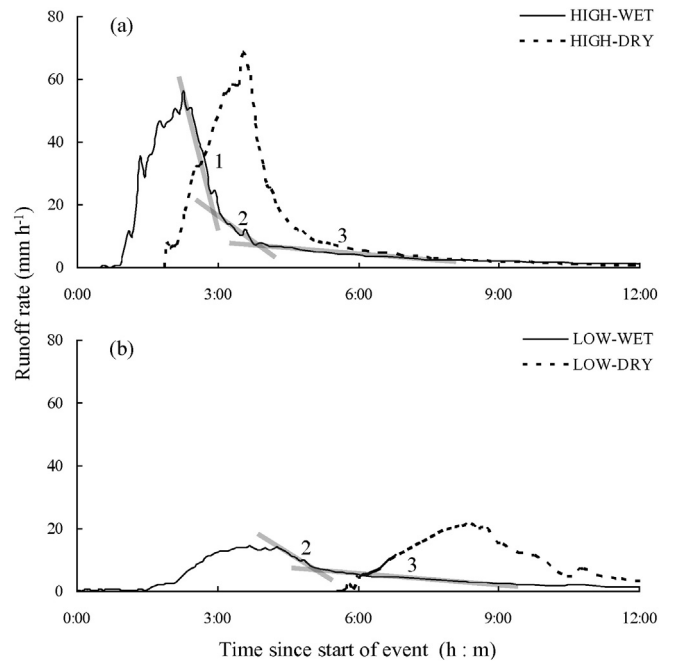 (a)
HIGH-WET
HIGH-DRY
80
60
40
20
0
1
2
3
0:00 3:00 6:00 9:00 12:00
Runoff rate (mm h-1)
(b)
LOW-WET
LOW-DRY
80
60
40
20
0
2
3
0:00 3:00 6:00 9:00 12:00
Time since start of event (h : m)